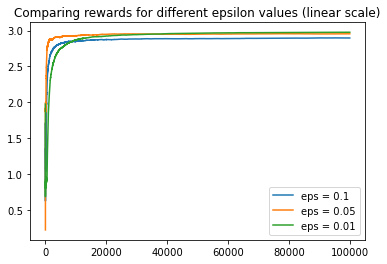 Comparing rewards for different epsilon values (linear scale)
3.0
2.5
2.0
1.5
1.0
0.5
0 20000 40000 60000 80000 100000
eps = 0.1
eps = 0.05
eps = 0.01